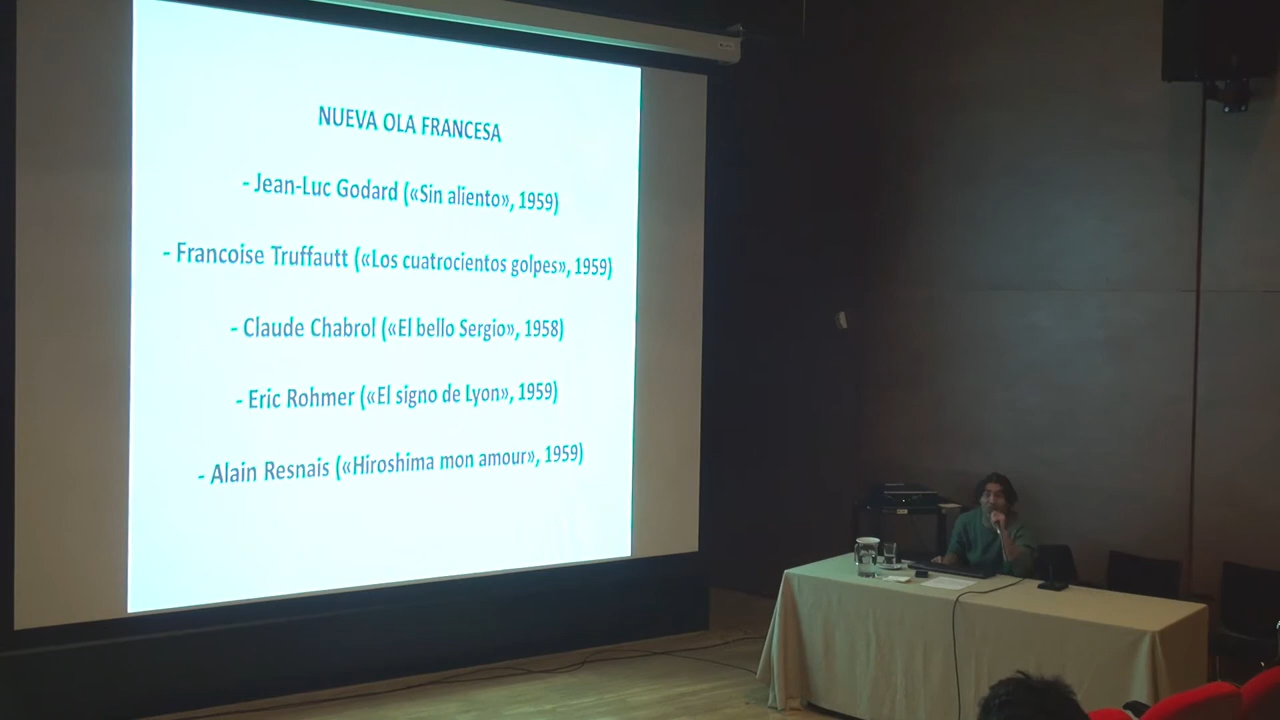 NUEVA OLA FRANCESA
- Jean-Luc Godard («Sin aliento», 1959)
- Francoise Truffautt («Los cuatrocientos golpes», 1959)
- Claude Chabrol («El bello Sergio», 1958)
- Eric Rohmer («El signo de Lyon», 1959)
- Alain Resnais («Hiroshima mon amour», 1959)